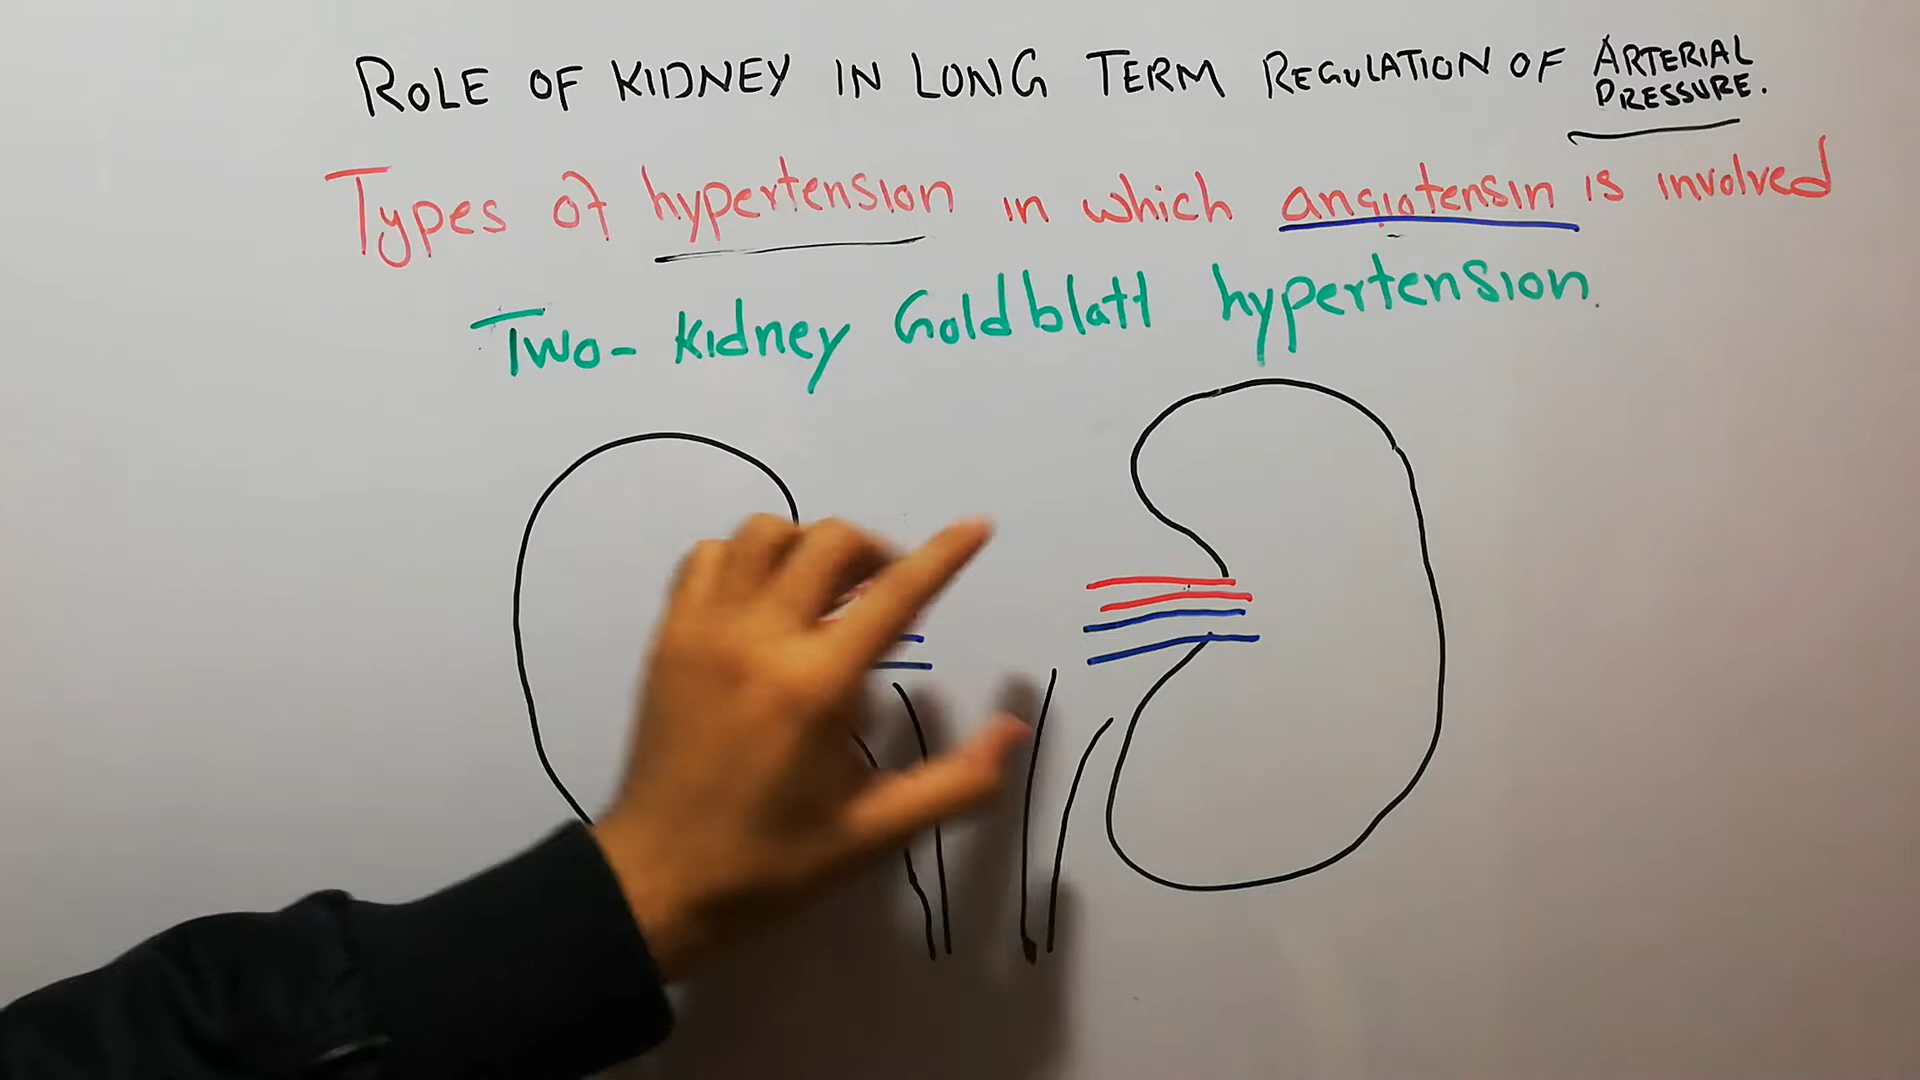 ROLE OF KIDNEY IN LONG TERM REGULATION OF ARTERIAL PRESSURE.
Types of hypertension in which angiotensin is involved
Two-kidney Goldblatt hypertension.